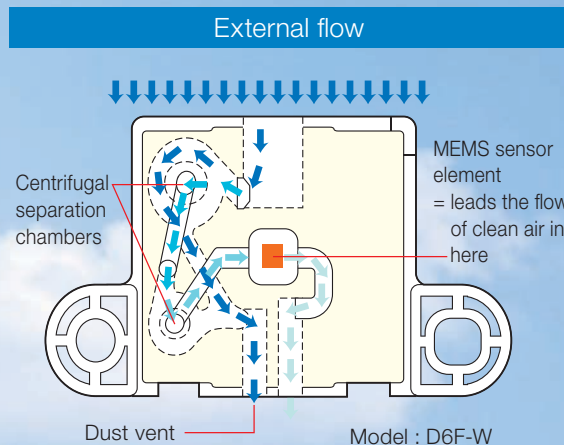 External flow
Centrifugal
separation
chambers
MEMS sensor
element
= leads the flow
of clean air in
here
Dust vent
Model : D6F-W